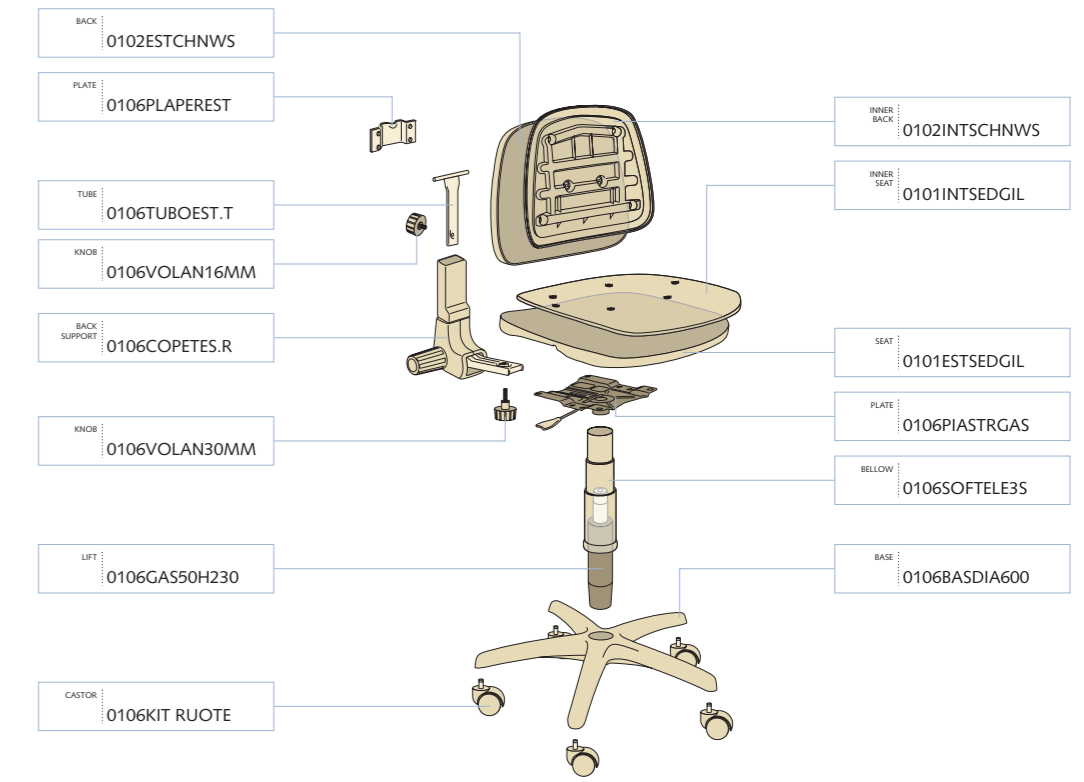 BACK
0102ESTCHNWS
PLATE
0106PLAPEREST
TUBE
0106TUBOEST.T
KNOB
0106VOLAN16MM
BACK
SUPPORT
0106COPETES.R
KNOB
0106VOLAN30MM
LIFT
0106GAS50H230
CASTOR
0106KIT RUOTE
INNER
BACK
0102INTSCHNWS
INNER
SEAT
0101INTSEDGIL
SEAT
0101ESTSEDGIL
PLATE
0106PIASTRGAS
BELLOW
0106SOFTELE3S
BASE
0106BASDIA600